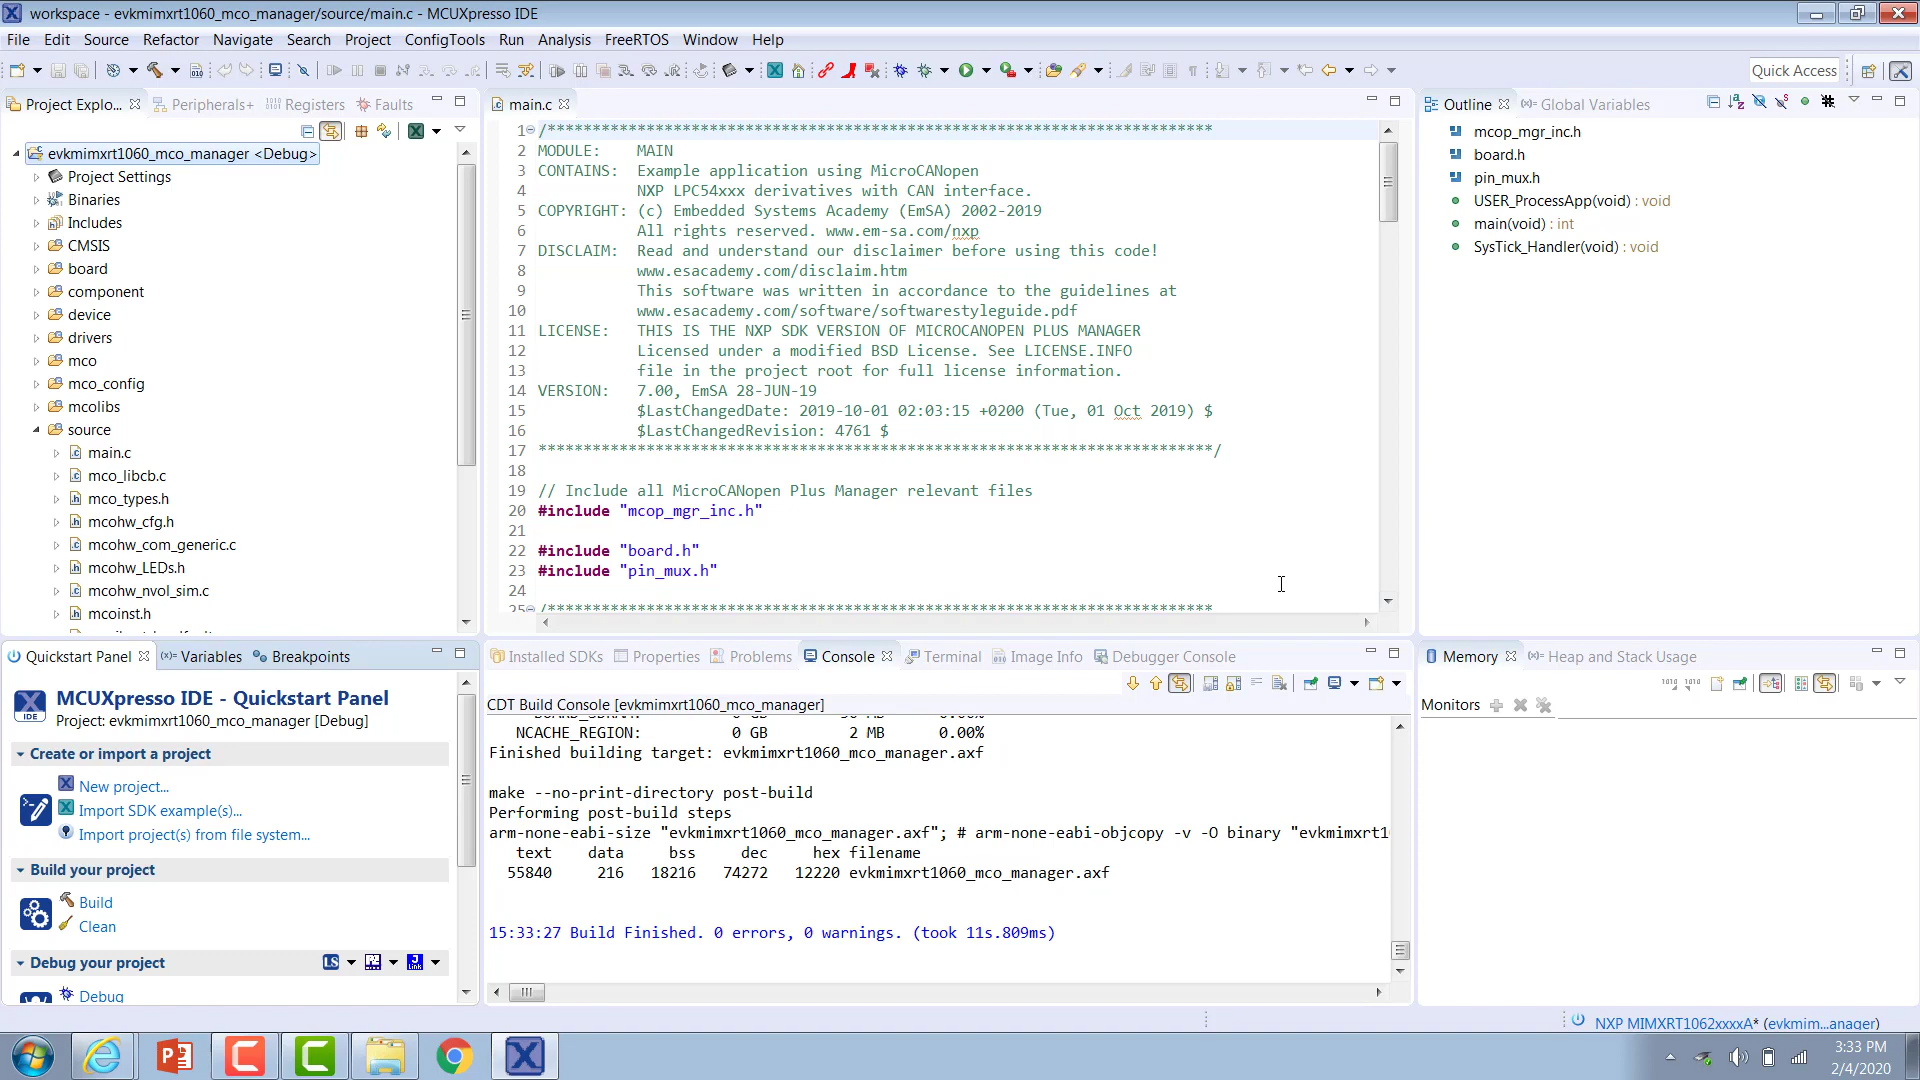 workspace - evkmimxrt1060_mco_manager/source/main.c - MCUXpresso IDE
File Edit Source Refactor Navigate Search Project ConfigTools Run Analysis FreeRTOS Window Help
Quick Access
Project Explo... Peripherals+ Registers Faults
evkmimxrt1060_mco_manager <Debug>
Project Settings
Binaries
Includes
CMSIS
board
component
device
drivers
mco
mco_config
mcolibs
source
main.c
mco_libcb.c
mco_types.h
mcohw_cfg.h
mcohw_com_generic.c
mcohw_LEDs.h
mcohw_nvol_sim.c
mcoinst.h
main.c
1 /**************************************************************************
2 MODULE:    MAIN
3 CONTAINS:  Example application using MicroCANopen
4            NXP LPC54xxx derivatives with CAN interface.
5 COPYRIGHT: (c) Embedded Systems Academy (EmSA) 2002-2019
6            All rights reserved. www.em-sa.com/nxp
7 DISCLAIM:  Read and understand our disclaimer before using this code!
8            www.esacademy.com/disclaim.htm
9            This software was written in accordance to the guidelines at
10            www.esacademy.com/software/softwarestyleguide.pdf
11 LICENSE:   THIS IS THE NXP SDK VERSION OF MICROCANOPEN PLUS MANAGER
12            Licensed under a modified BSD License. See LICENSE.INFO
13            file in the project root for full license information.
14 VERSION:   7.00, EmSA 28-JUN-19
15            $LastChangedDate: 2019-10-01 02:03:15 +0200 (Tue, 01 Oct 2019) $
16            $LastChangedRevision: 4761 $
17 ***************************************************************************/
18
19 // Include all MicroCANopen Plus Manager relevant files
20 #include "mcop_mgr_inc.h"
21
22 #include "board.h"
23 #include "pin_mux.h"
24
25 /**************************************************************************
Outline Global Variables
mcop_mgr_inc.h
board.h
pin_mux.h
USER_ProcessApp(void) : void
main(void) : int
SysTick_Handler(void) : void
Quickstart Panel Variables Breakpoints
MCUXpresso IDE - Quickstart Panel
Project: evkmimxrt1060_mco_manager [Debug]
Create or import a project
New project...
Import SDK example(s)...
Import project(s) from file system...
Build your project
Build
Clean
Debug your project
Debug
Installed SDKs Properties Problems Console Terminal Image Info Debugger Console
CDT Build Console [evkmimxrt1060_mco_manager]
NCACHE_REGION: 0 GB 2 MB 0.00%
Finished building target: evkmimxrt1060_mco_manager.axf
make --no-print-directory post-build
Performing post-build steps
arm-none-eabi-size "evkmimxrt1060_mco_manager.axf"; # arm-none-eabi-objcopy -v -O binary "evkmimxrt1
text data bss dec hex filename
55840 216 18216 74272 12220 evkmimxrt1060_mco_manager.axf
15:33:27 Build Finished. 0 errors, 0 warnings. (took 11s.809ms)
Memory Heap and Stack Usage
Monitors
NXP MIMXRT1062xxxxA* (evkmim...anager)
3:33 PM
2/4/2020